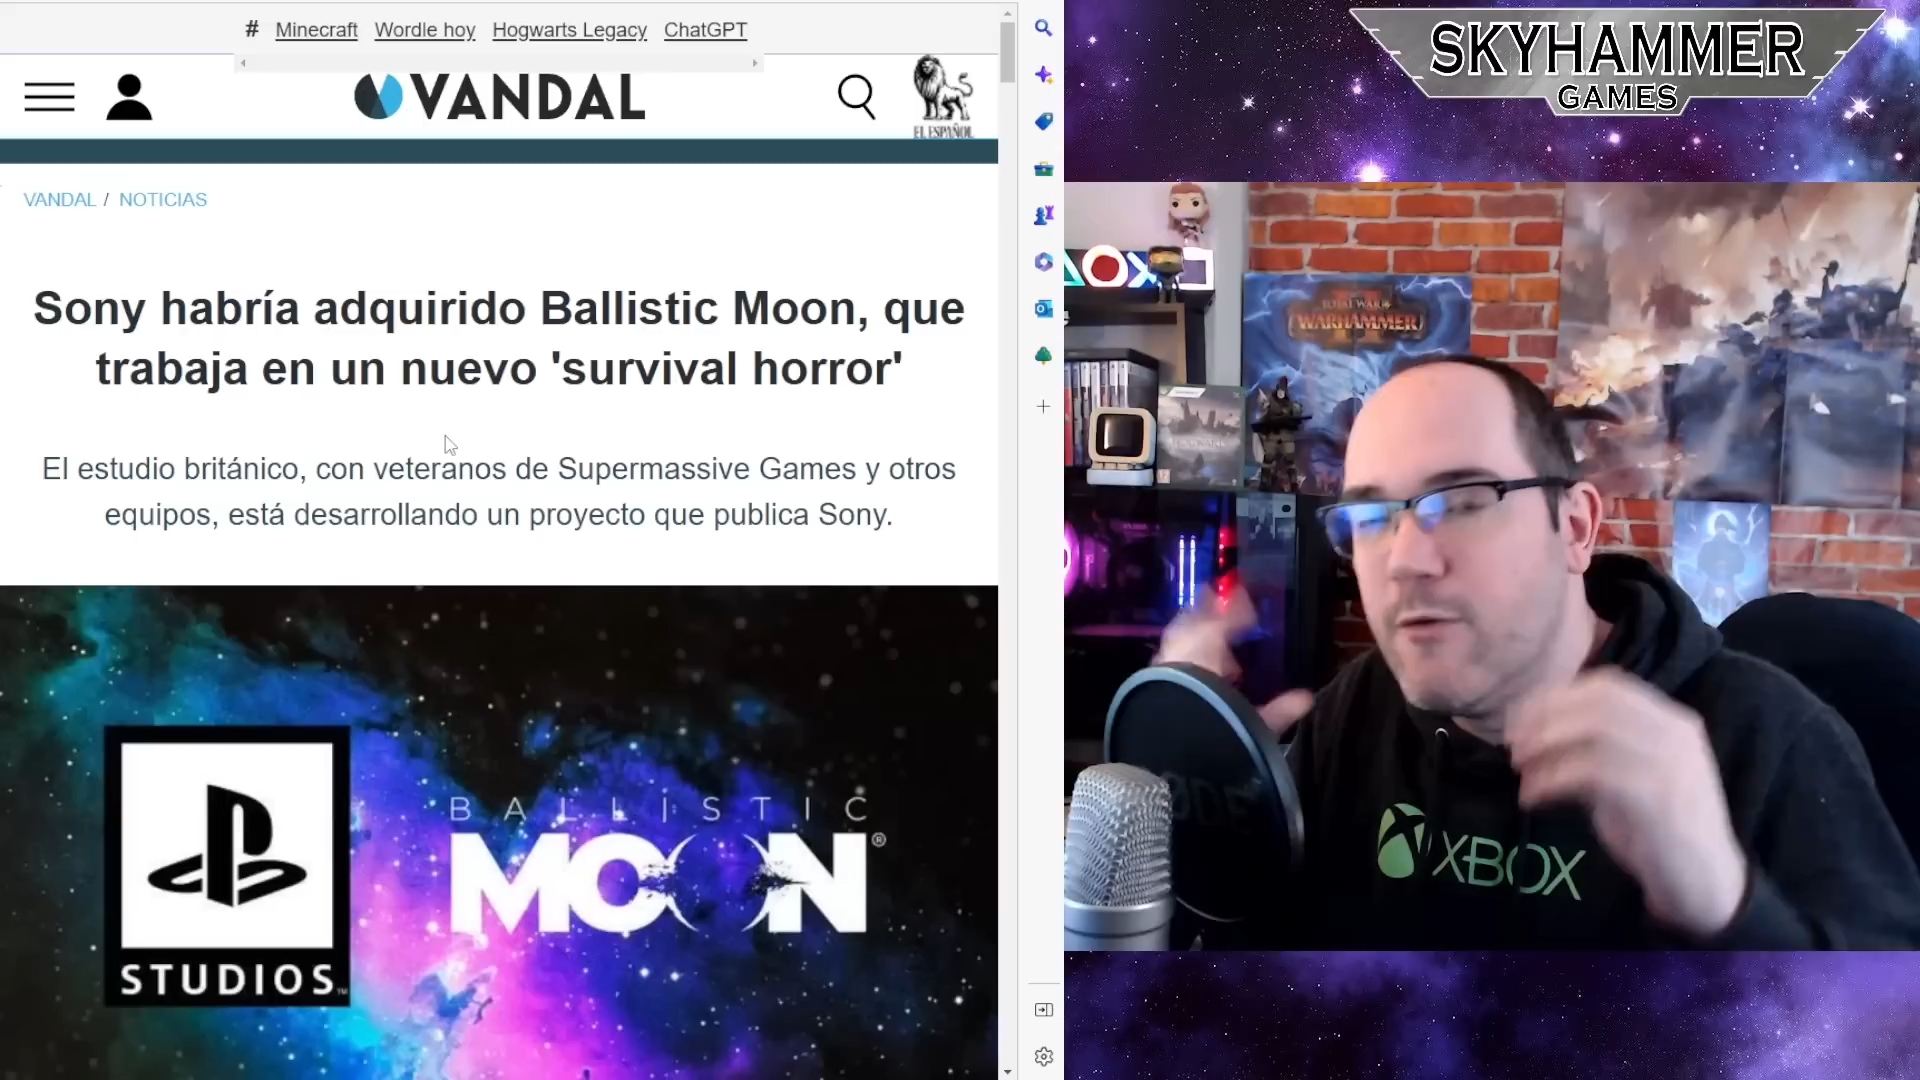 # Minecraft Wordle hoy Hogwarts Legacy ChatGPT
VANDAL
EL ESPAÑOL
VANDAL / NOTICIAS
Sony habría adquirido Ballistic Moon, que
trabaja en un nuevo 'survival horror'
El estudio británico, con veteranos de Supermassive Games y otros
equipos, está desarrollando un proyecto que publica Sony.
STUDIOS
BALLISTIC
MOON®
SKYHAMMER
GAMES
TOTAL WAR
WARHAMMER
XBOX